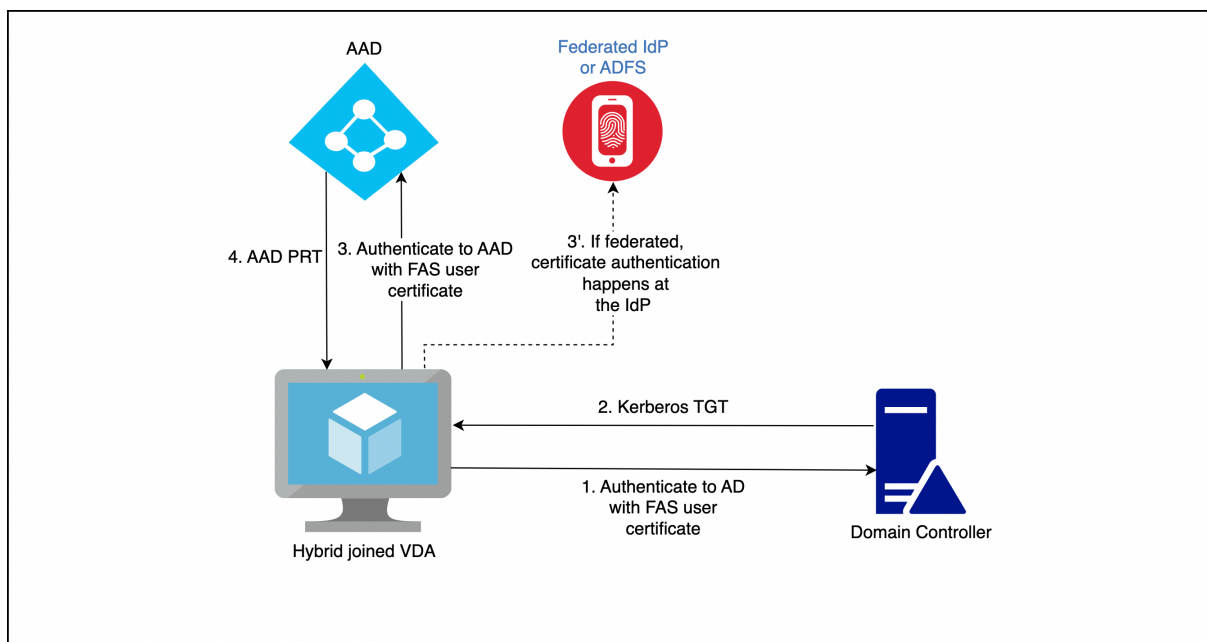 AAD
Federated IdP
or ADFS
4. AAD PRT
3. Authenticate to AAD
with FAS user
certificate
3'. If federated,
certificate authentication
happens at
the IdP
2. Kerberos TGT
1. Authenticate to AD
with FAS user
certificate
Hybrid joined VDA
Domain Controller